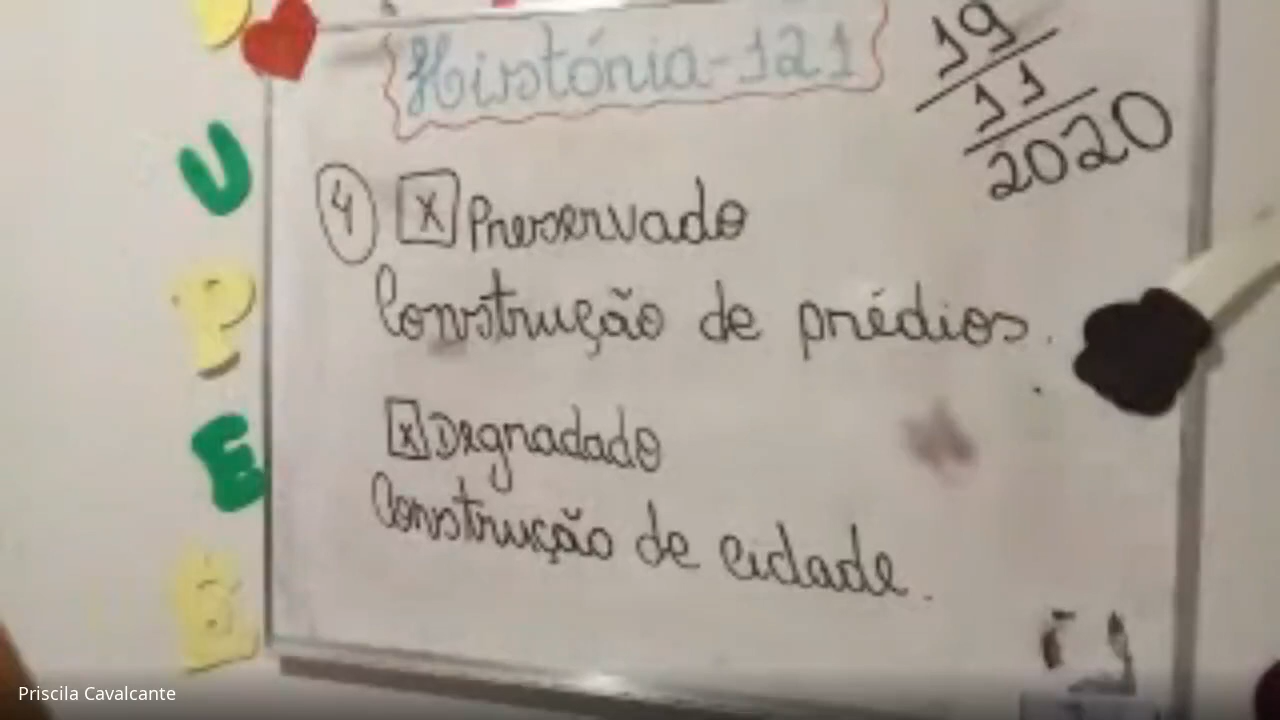 História-121
19
11
2020
4 X Preservado
Construção de prédios.
X Degradado
Construção de cidade.
U
P
E
Priscila Cavalcante